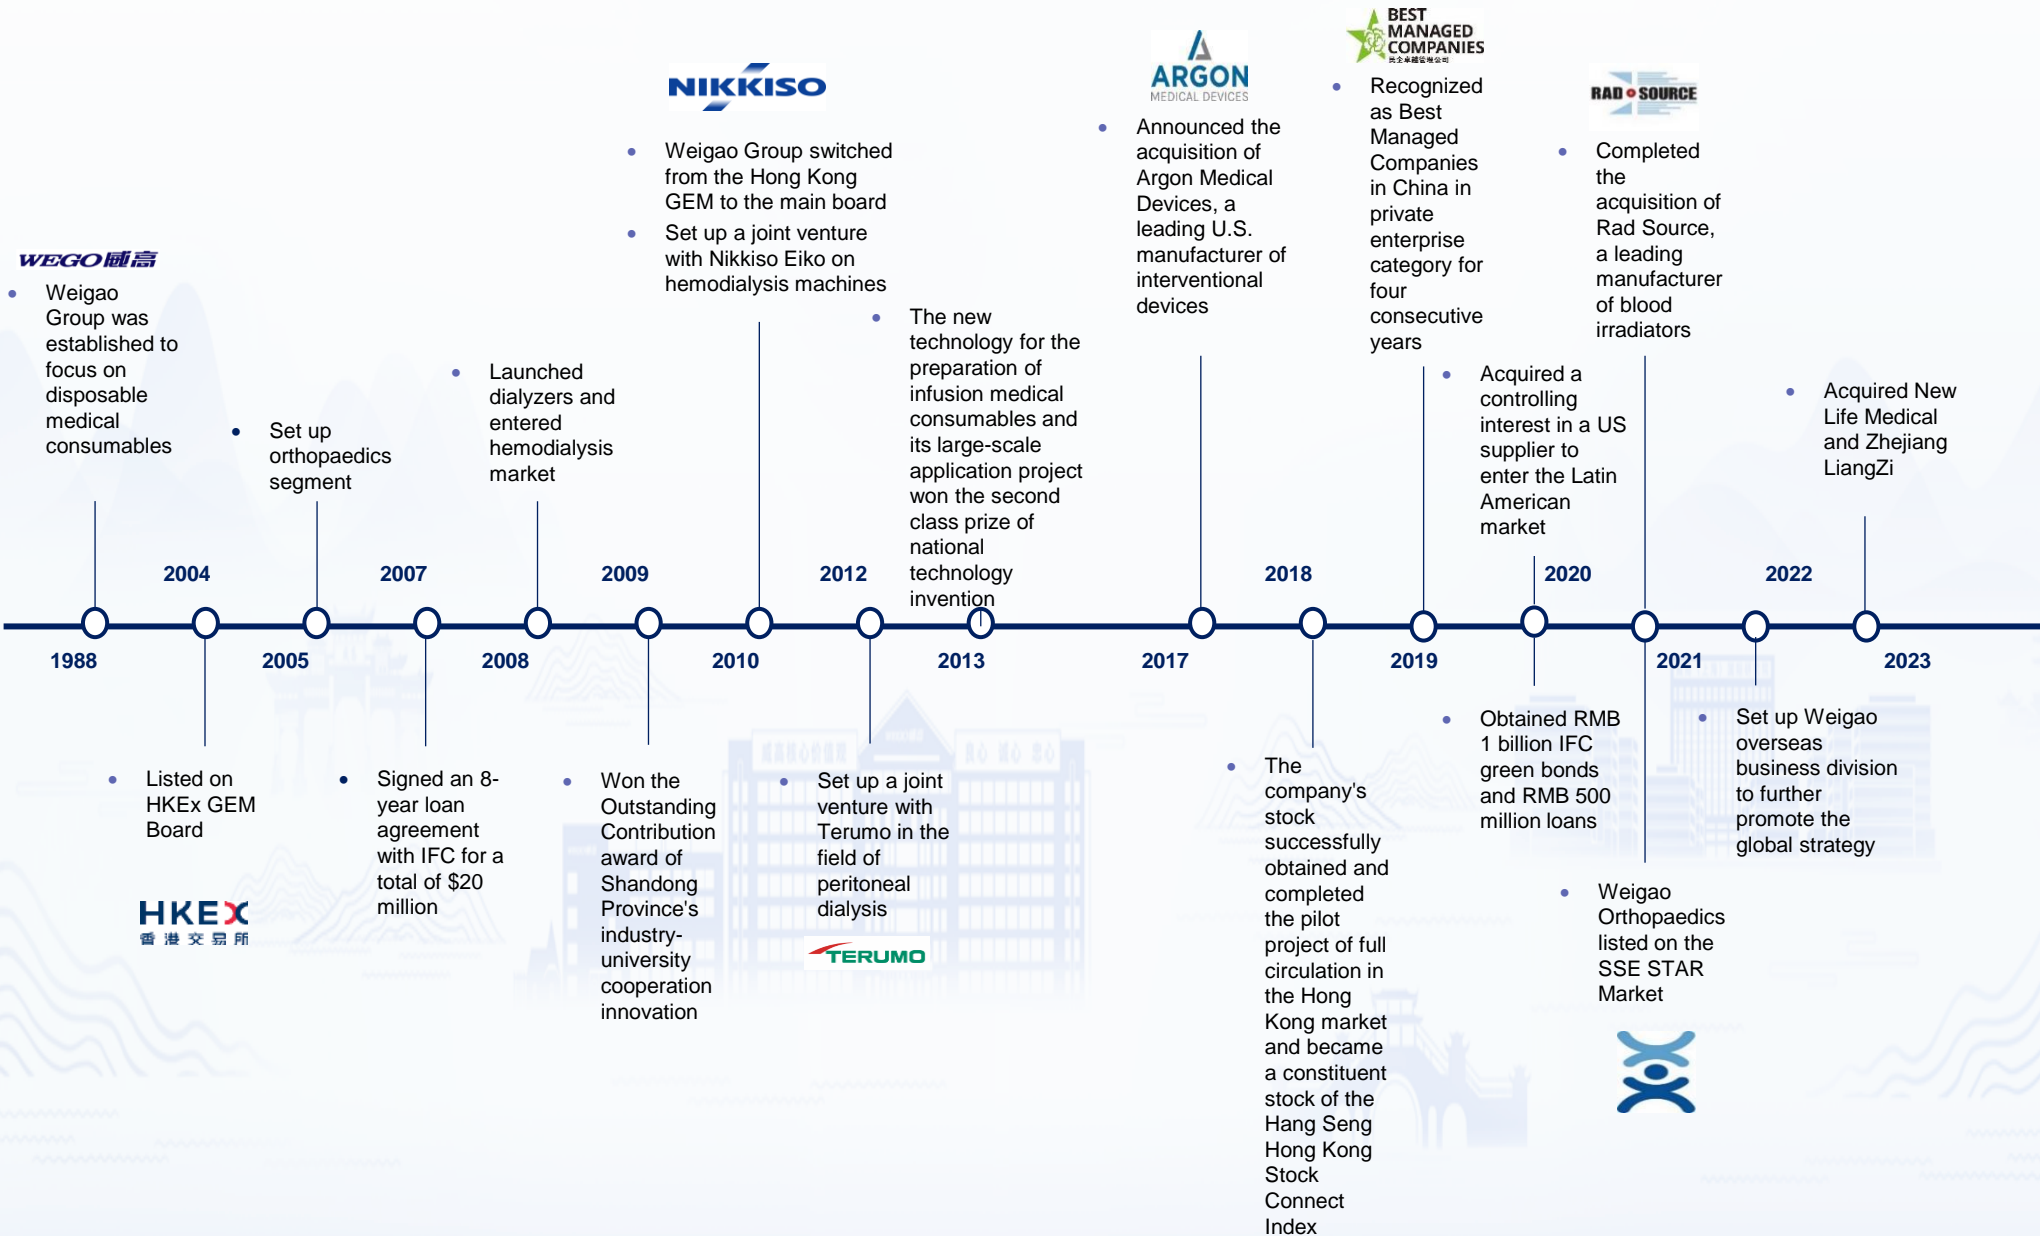 WEGO威高
• Weigao
Group was
established to
focus on
disposable
medical
consumables
1988
2004
• Listed on
HKEx GEM
Board
HKEX
香港交易所
• Set up
orthopaedics
segment
2005
2007
• Signed an 8-
year loan
agreement
with IFC for a
total of $20
million
• Launched
dialyzers and
entered
hemodialysis
market
2008
2009
• Won the
Outstanding
Contribution
award of
Shandong
Province's
industry-
university
cooperation
innovation
NIKKISO
• Weigao Group switched
from the Hong Kong
GEM to the main board
• Set up a joint venture
with Nikkiso Eiko on
hemodialysis machines
2010
2012
• Set up a joint
venture with
Terumo in the
field of
peritoneal
dialysis
TERUMO
• The new
technology for the
preparation of
infusion medical
consumables and
its large-scale
application project
won the second
class prize of
national
technology
invention
2013
ARGON
MEDICAL DEVICES
• Announced the
acquisition of
Argon Medical
Devices, a
leading U.S.
manufacturer of
interventional
devices
2017
2018
• The
company's
stock
successfully
obtained and
completed
the pilot
project of full
circulation in
the Hong
Kong market
and became
a constituent
stock of the
Hang Seng
Hong Kong
Stock
Connect
Index
BEST
MANAGED
COMPANIES
民企卓越管理公司
• Recognized
as Best
Managed
Companies
in China in
private
enterprise
category for
four
consecutive
years
2019
• Acquired a
controlling
interest in a US
supplier to
enter the Latin
American
market
2020
• Obtained RMB
1 billion IFC
green bonds
and RMB 500
million loans
RAD SOURCE
• Completed
the
acquisition of
Rad Source,
a leading
manufacturer
of blood
irradiators
2021
• Weigao
Orthopaedics
listed on the
SSE STAR
Market
2022
• Set up Weigao
overseas
business division
to further
promote the
global strategy
• Acquired New
Life Medical
and Zhejiang
LiangZi
2023